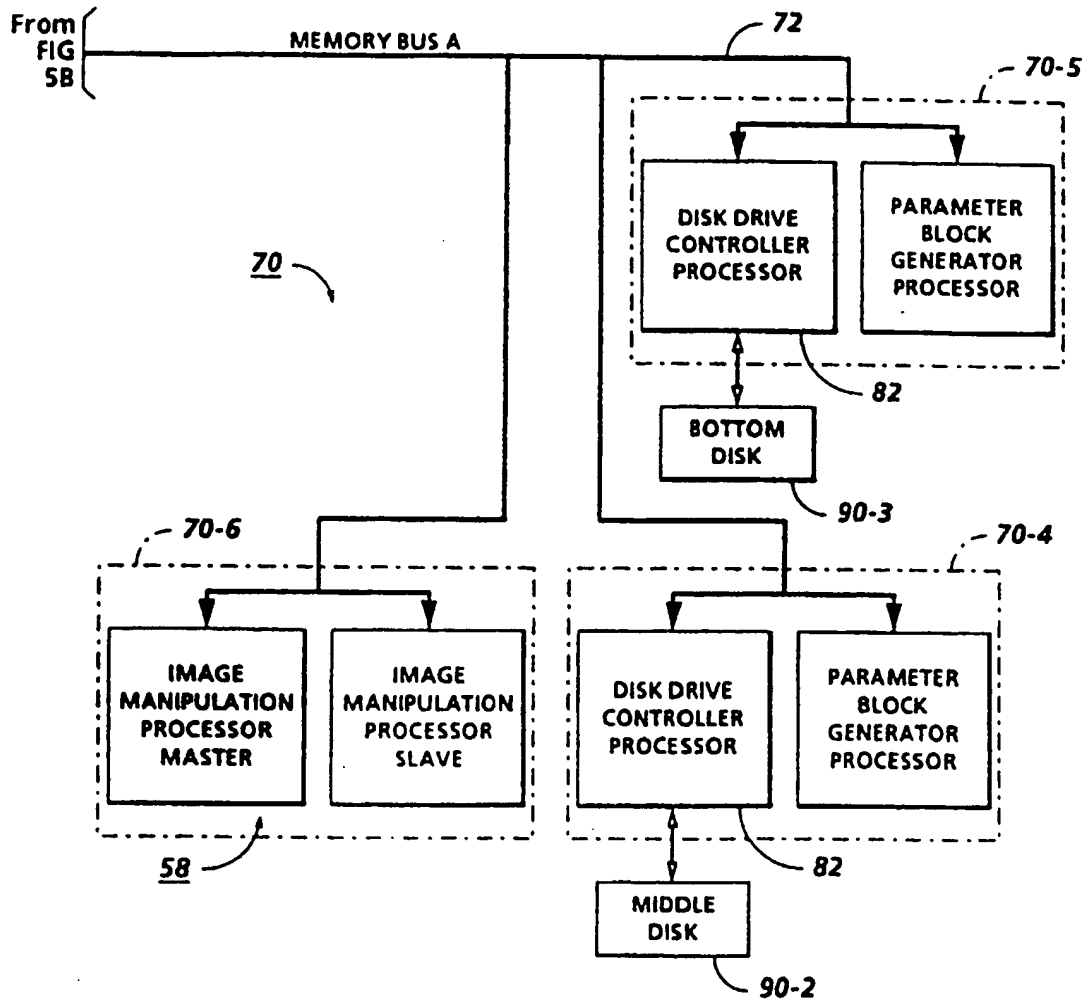 From
FIG
5B
MEMORY BUS A
72
70-5
DISK DRIVE
CONTROLLER
PROCESSOR
PARAMETER
BLOCK
GENERATOR
PROCESSOR
70
82
BOTTOM
DISK
90-3
70-6
70-4
IMAGE
MANIPULATION
PROCESSOR
MASTER
IMAGE
MANIPULATION
PROCESSOR
SLAVE
DISK DRIVE
CONTROLLER
PROCESSOR
PARAMETER
BLOCK
GENERATOR
PROCESSOR
58
82
MIDDLE
DISK
90-2